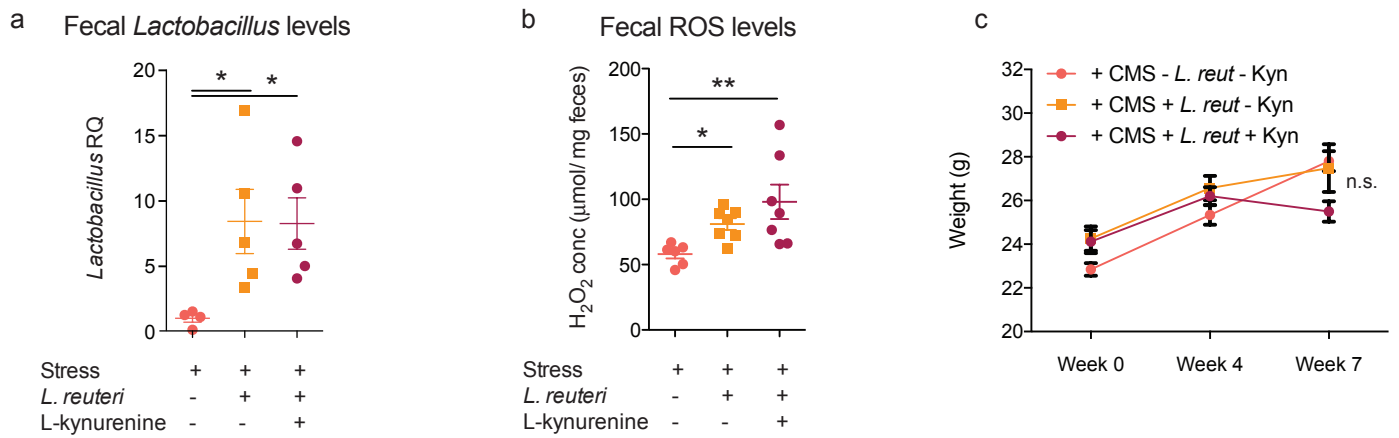 a
Fecal Lactobacillus levels
Lactobacillus RQ
20
15
10
5
0
*
*
Stress + + +
L. reuteri - + +
L-kynurenine - - +
b
Fecal ROS levels
H₂O₂ conc (μmol/ mg feces)
200
150
100
50
0
**
*
Stress + + +
L. reuteri - + +
L-kynurenine - - +
c
Weight (g)
32
30
28
26
24
22
20
+ CMS - L. reut - Kyn
+ CMS + L. reut - Kyn
+ CMS + L. reut + Kyn
n.s.
Week 0 Week 4 Week 7